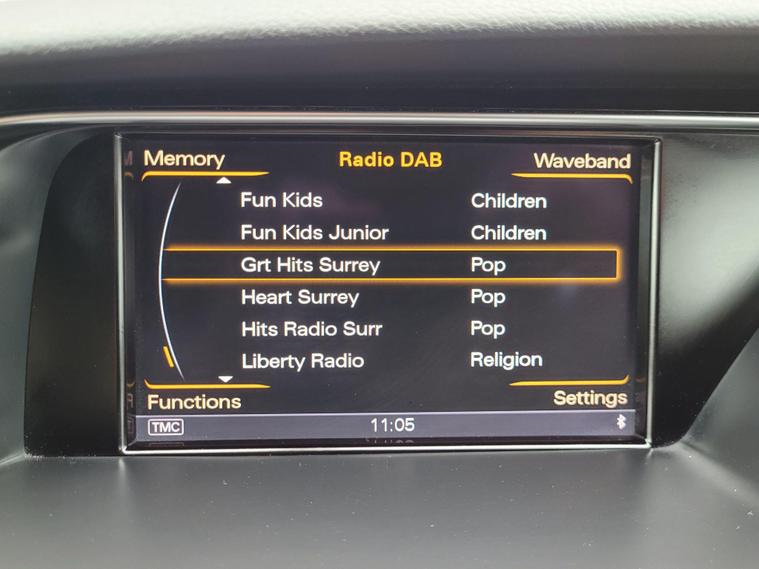 Memory Radio DAB Waveband
Fun Kids Children
Fun Kids Junior Children
Grt Hits Surrey Pop
Heart Surrey Pop
Hits Radio Surr Pop
Liberty Radio Religion
Functions Settings
TMC 11:05